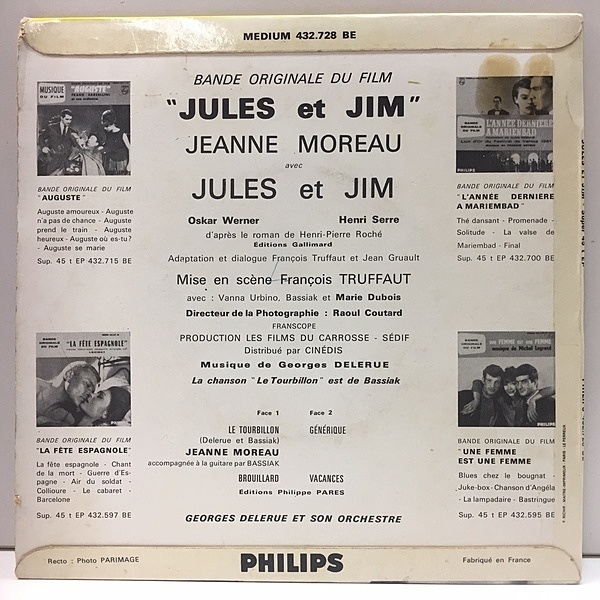 MEDIUM 432.728 BE
BANDE ORIGINALE DU FILM
"JULES et JIM"
JEANNE MOREAU
avec
JULES et JIM
Oskar Werner Henri Serre
d'après le roman de Henri-Pierre Roché
Editions Gallimard
Adaptation et dialogue François Truffaut et Jean Gruault
Mise en scène François TRUFFAUT
avec : Vanna Urbino, Bassiak et Marie Dubois
Directeur de la Photographie : Raoul Coutard
FRANSCOPE
PRODUCTION LES FILMS DU CARROSSE - SÉDIF
Distribué par CINÉDIS
Musique de Georges DELERUE
La chanson "Le Tourbillon" est de Bassiak
Face 1 Face 2
LE TOURBILLON GÉNÉRIQUE
(Delerue et Bassiak)
JEANNE MOREAU
accompagnée à la guitare par BASSIAK
BROUILLARD VACANCES
Éditions Philippe PARES
GEORGES DELERUE ET SON ORCHESTRE
MUSIQUE
DU FILM
"AUGUSTE"
BANDE ORIGINALE DU FILM
"AUGUSTE"
Auguste amoureux - Auguste
n'a pas de chance - Auguste
prend le train - Auguste
heureux - Auguste où es-tu?
- Auguste se marie
Sup. 45 t EP 432.715 BE
"LA FÊTE ESPAGNOLE"
BANDE ORIGINALE DU FILM
"LA FÊTE ESPAGNOLE"
La fête espagnole - Chant
de la mort - Guerre d'Es-
pagne - Air du soldat -
Collioure - Le cabaret -
Barcelone
Sup. 45 t EP 432.597 BE
BANDE
ORIGINALE
DU FILM
L'ANNÉE DERNIÈRE
A MARIENBAD
PHILIPS
BANDE ORIGINALE DU FILM
"L'ANNÉE DERNIERE
A MARIEMBAD"
Thé dansant - Promenade -
Solitude - La valse de
Mariembad - Final
Sup. 45 t EP 432.700 BE
une FEMME est une FEMME
musique de Michel Legrand
BANDE ORIGINALE DU FILM
"UNE FEMME
EST UNE FEMME"
Blues chez le bougnat -
Juke-box - Chanson d'Angéla
- La lampadaire - Bastringue
Sup. 45 t EP 432.595 BE
Recto : Photo PARIMAGE
PHILIPS
Fabriqué en France